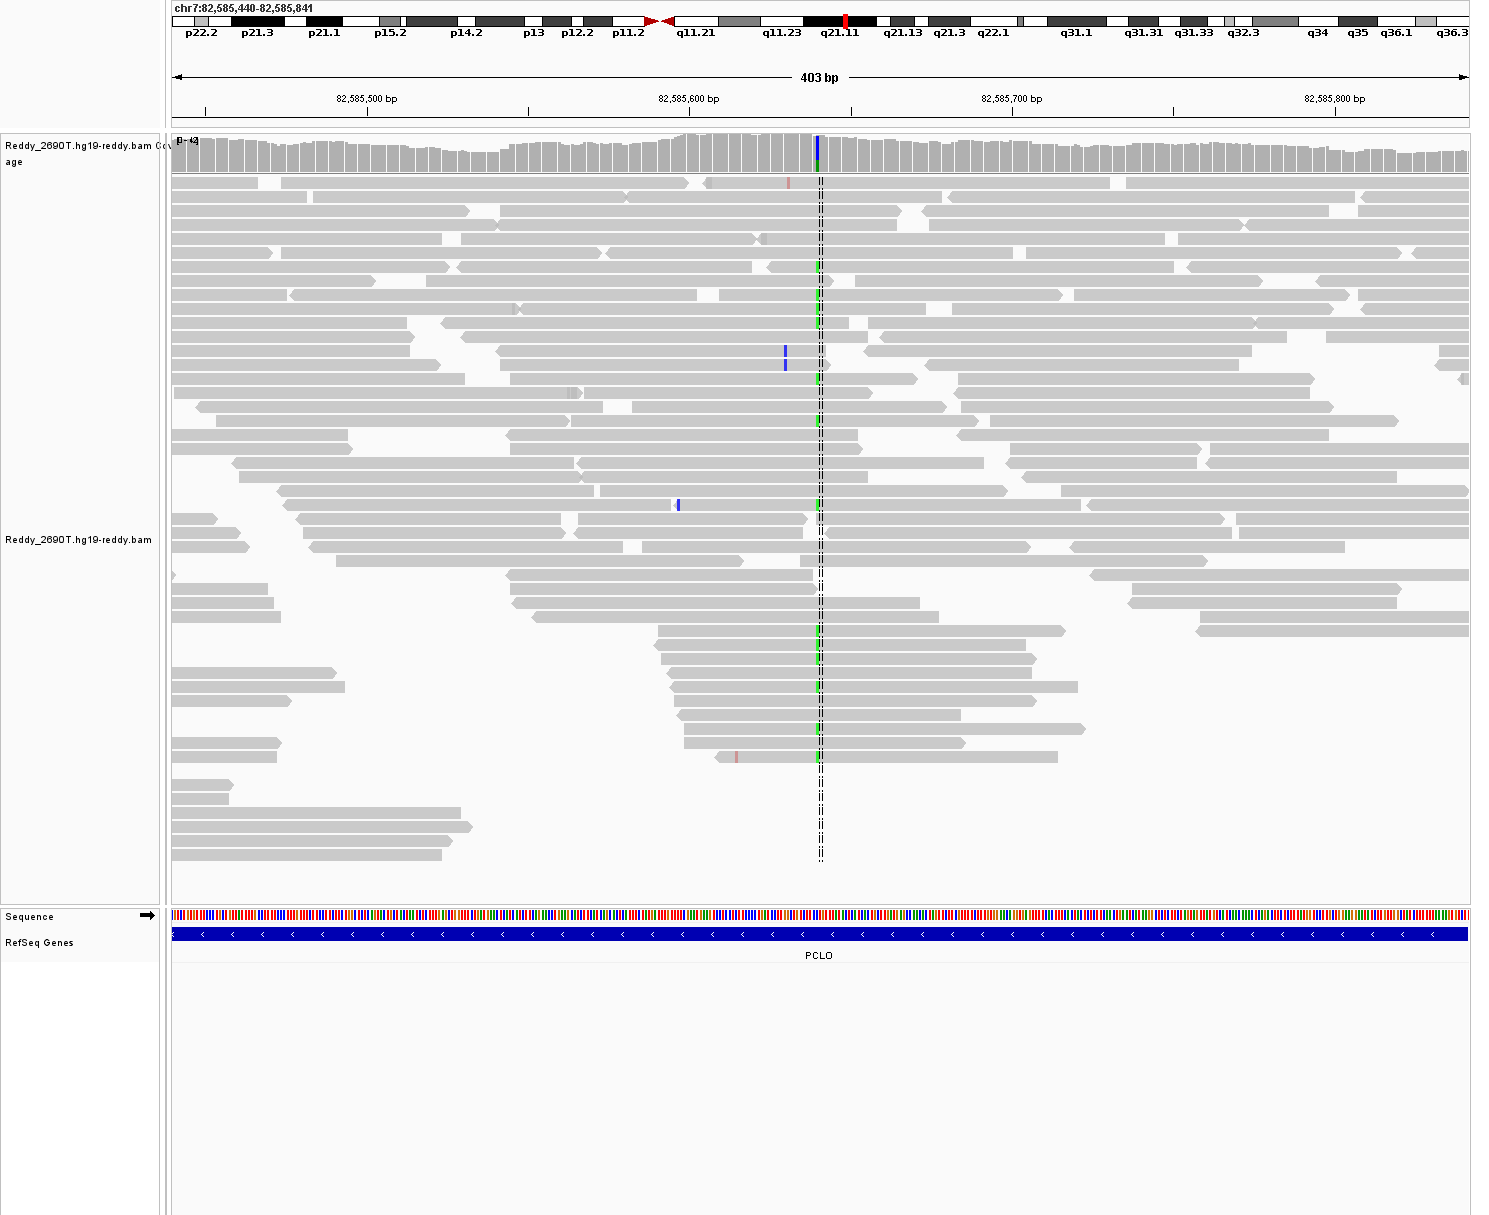 chr7:82,585,440-82,585,841
p22.2 p21.3 p21.1 p15.2 p14.2 p13 p12.2 p11.2 q11.21 q11.23 q21.11 q21.13 q21.3 q22.1 q31.1 q31.31 q31.33 q32.3 q34 q35 q36.1 q36.3
403 bp
82,585,500 bp 82,585,600 bp 82,585,700 bp 82,585,800 bp
Reddy_2690T.hg19-reddy.bam Cov
age
Reddy_2690T.hg19-reddy.bam
Sequence
RefSeq Genes
PCLO